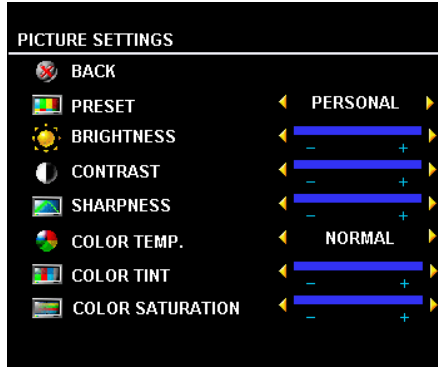 PICTURE SETTINGS
BACK
PRESET PERSONAL
BRIGHTNESS
- +
CONTRAST
- +
SHARPNESS
- +
COLOR TEMP. NORMAL
COLOR TINT
- +
COLOR SATURATION
- +